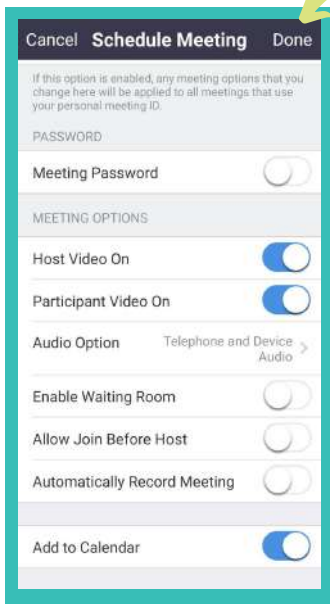 Cancel Schedule Meeting Done
If this option is enabled, any meeting options that you
change here will be applied to all meetings that use
your personal meeting ID.
PASSWORD
Meeting Password
MEETING OPTIONS
Host Video On
Participant Video On
Audio Option Telephone and Device
Audio
Enable Waiting Room
Allow Join Before Host
Automatically Record Meeting
Add to Calendar